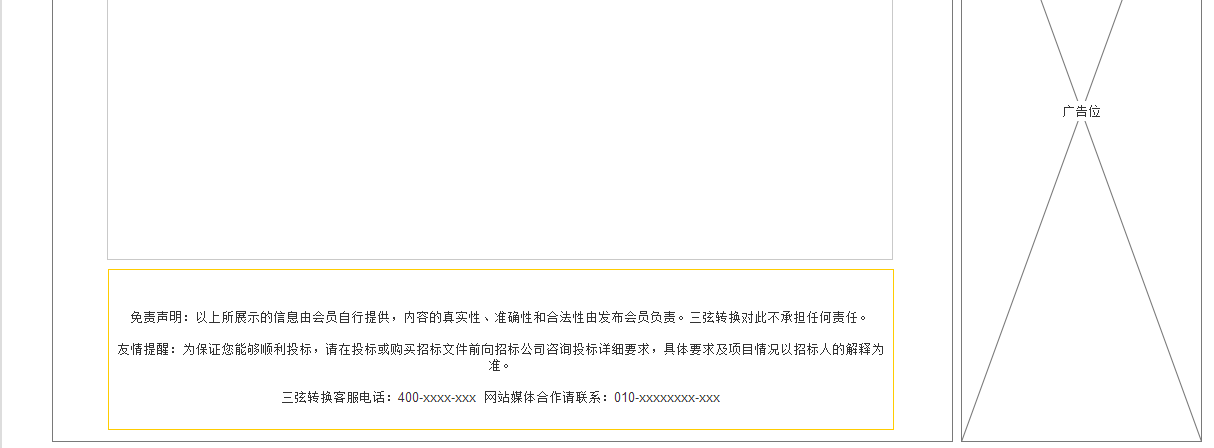 广告位
免责声明：以上所展示的信息由会员自行提供，内容的真实性、准确性和合法性由发布会员负责。三弦转换对此不承担任何责任。
友情提醒：为保证您能够顺利投标，请在投标或购买招标文件前向招标公司咨询投标详细要求，具体要求及项目情况以招标人的解释为
准。
三弦转换客服电话：400-xxxx-xxx  网站媒体合作请联系：010-xxxxxxxx-xxx